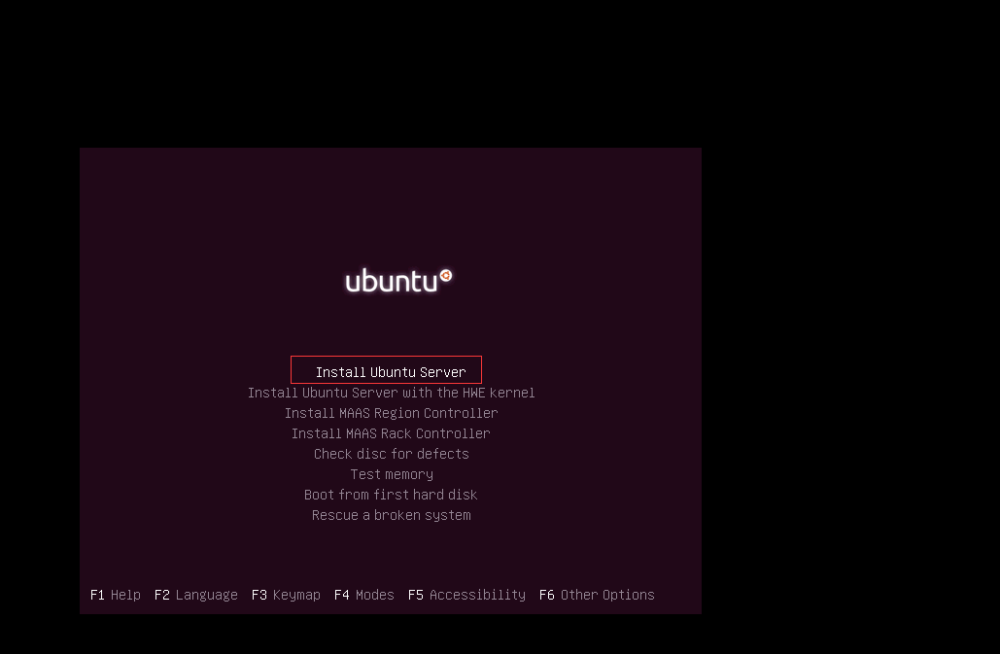 ubuntu
Install Ubuntu Server
Install Ubuntu Server with the HWE kernel
Install MAAS Region Controller
Install MAAS Rack Controller
Check disc for defects
Test memory
Boot from first hard disk
Rescue a broken system
F1 Help F2 Language F3 Keymap F4 Modes F5 Accessibility F6 Other Options